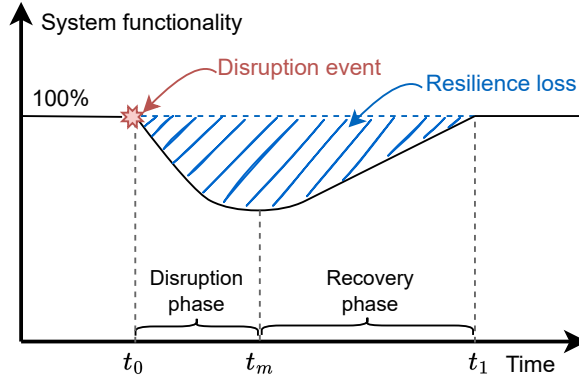 System functionality
Disruption event
Resilience loss
100%
Disruption
phase
Recovery
phase
t₀
tₘ
t₁
Time